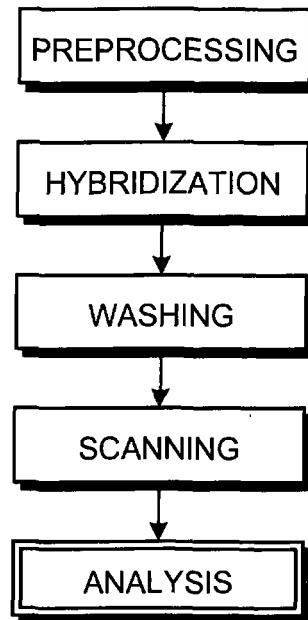 PREPROCESSING
HYBRIDIZATION
WASHING
SCANNING
ANALYSIS